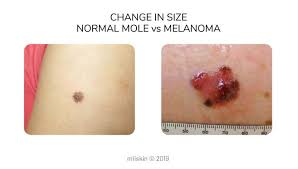 CHANGE IN SIZE
NORMAL MOLE vs MELANOMA
miiskin © 2019